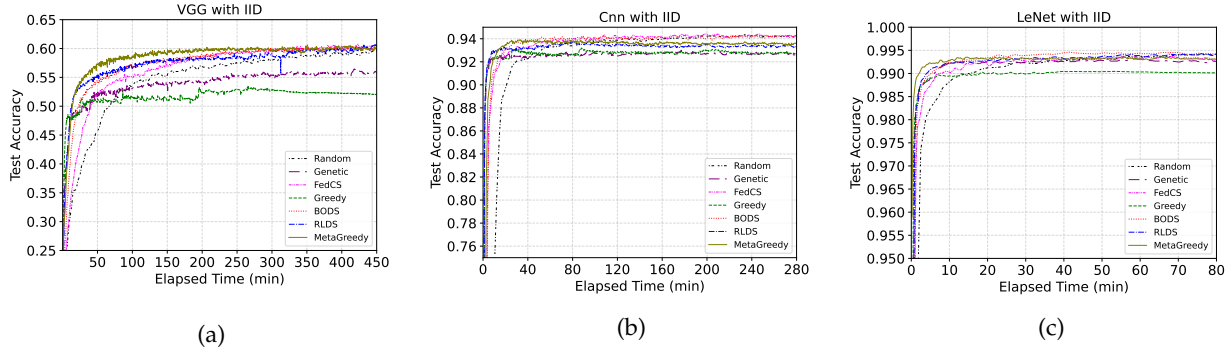 VGG with IID
Test Accuracy
0.65
0.60
0.55
0.50
0.45
0.40
0.35
0.30
0.25
50 100 150 200 250 300 350 400 450
Elapsed Time (min)
Random
Genetic
FedCS
Greedy
BODS
RLDS
MetaGreedy
(a)
Cnn with IID
Test Accuracy
0.94
0.92
0.90
0.88
0.86
0.84
0.82
0.80
0.78
0.76
0 40 80 120 160 200 240 280
Elapsed Time (min)
Random
Genetic
FedCS
Greedy
BODS
RLDS
MetaGreedy
(b)
LeNet with IID
Test Accuracy
1.000
0.995
0.990
0.985
0.980
0.975
0.970
0.965
0.960
0.955
0.950
0 10 20 30 40 50 60 70 80
Elapsed Time (min)
Random
Genetic
FedCS
Greedy
BODS
RLDS
MetaGreedy
(c)